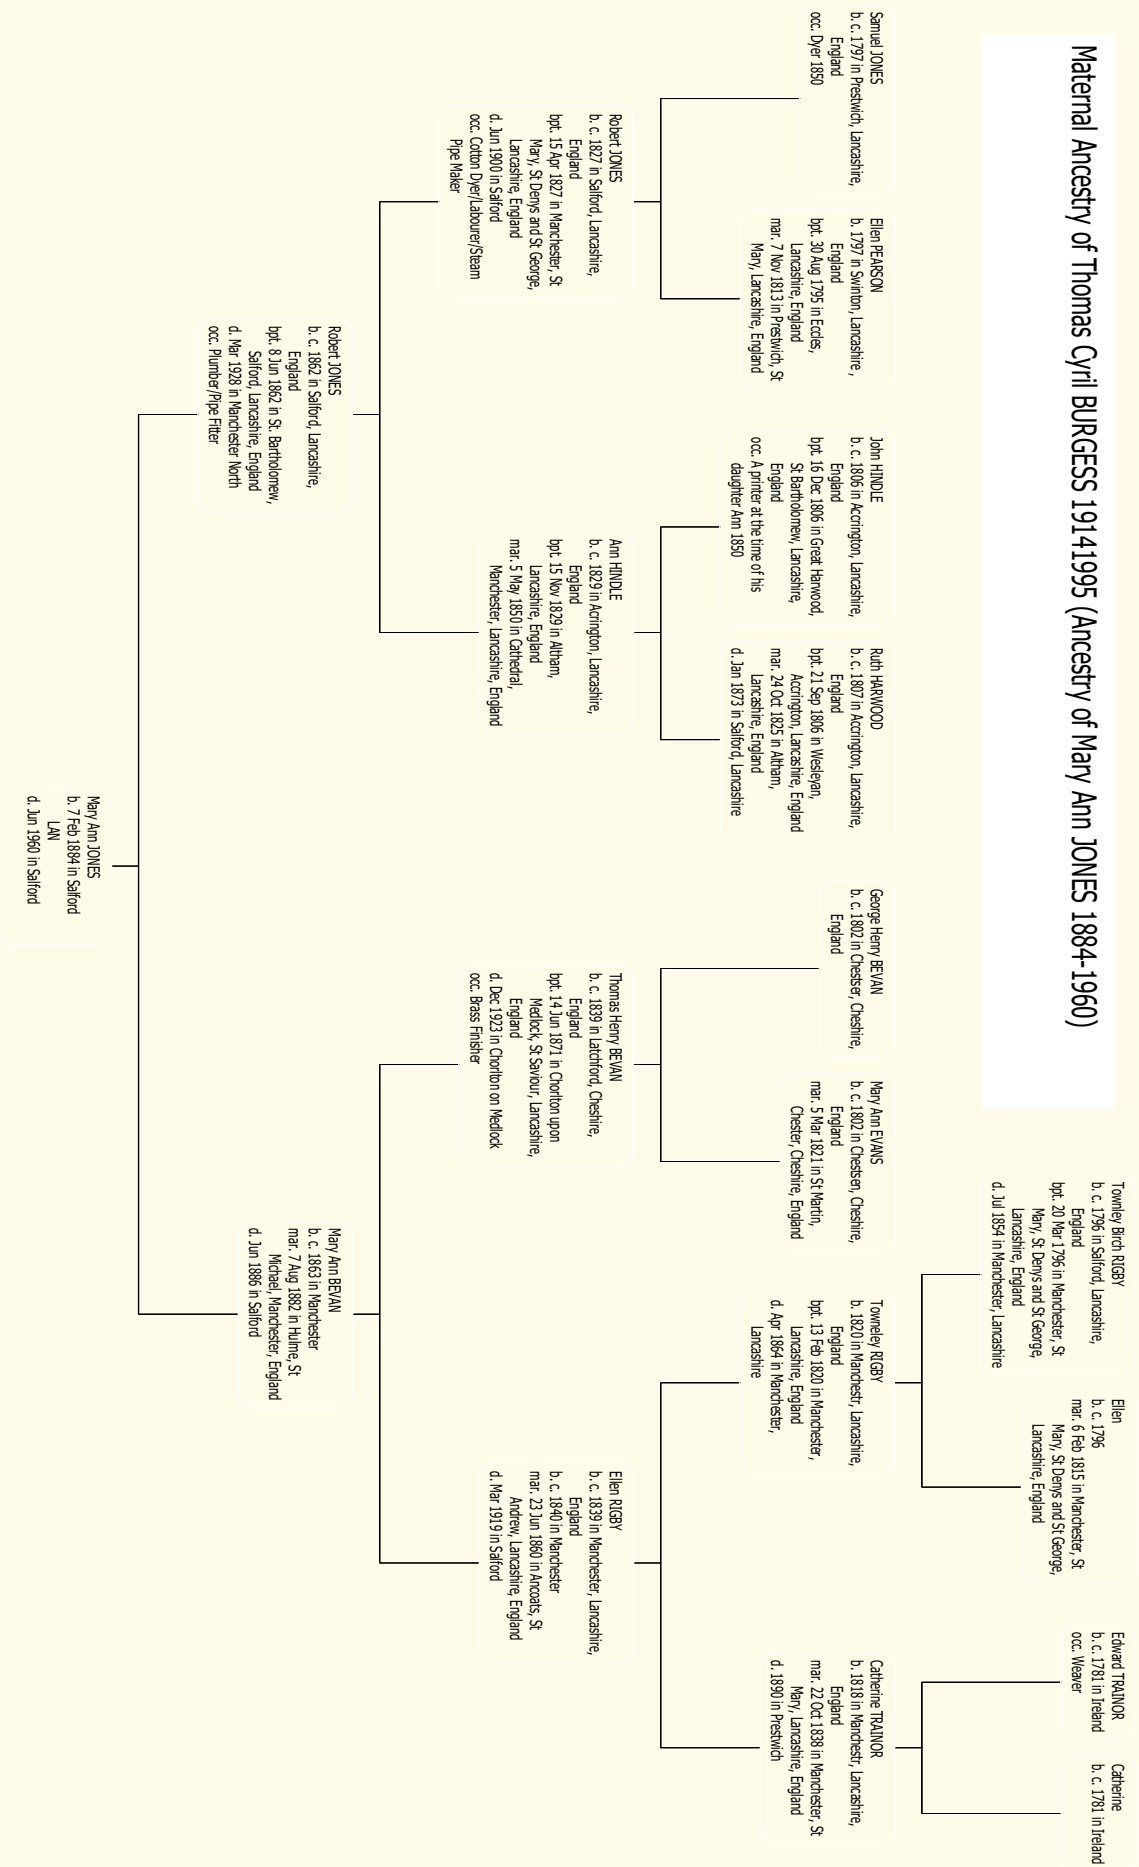 Maternal Ancestry of Thomas Cyril BURGESS 19141995 (Ancestry of Mary Ann JONES 1884-1960)
Townley Birch RIGBY
b. c. 1796 in Salford, Lancashire,
England
bpt. 20 Mar 1796 in Manchester, St
Mary, St Denys and St George,
Lancashire, England
d. Jul 1854 in Manchester, Lancashire
Ellen
b. c. 1796
mar. 6 Feb 1815 in Manchester, St
Mary, St Denys and St George,
Lancashire, England
Edward TRAINOR
b. c. 1781 in Ireland
occ. Weaver
Catherine
b. c. 1781 in Ireland
Samuel JONES
b. c. 1797 in Prestwich, Lancashire,
England
occ. Dyer 1850
Ellen PEARSON
b. 1797 in Swinton, Lancashire ,
England
bpt. 30 Aug 1795 in Eccles,
Lancashire, England
mar. 7 Nov 1813 in Prestwich, St
Mary, Lancashire, England
John HINDLE
b. c. 1806 in Accrington, Lancashire,
England
bpt. 16 Dec 1806 in Great Harwood,
St Bartholomew, Lancashire,
England
occ. A printer at the time of his
daughter Ann 1850
Ruth HARWOOD
b. c. 1807 in Accrington, Lancashire,
England
bpt. 21 Sep 1806 in Wesleyan,
Accrington, Lancashire, England
mar. 24 Oct 1825 in Altham,
Lancashire, England
d. Jan 1873 in Salford, Lancashire
George Henry BEVAN
b. c. 1802 in Chestser, Cheshire,
England
Mary Ann EVANS
b. c. 1802 in Chestsen, Cheshire,
England
mar. 5 Mar 1821 in St Martin,
Chester, Cheshire, England
Towneley RIGBY
b. 1820 in Manchestr, Lancashire,
England
bpt. 13 Feb 1820 in Manchester,
Lancashire, England
d. Apr 1864 in Manchester,
Lancashire
Catherine TRAINOR
b. 1818 in Manchestr, Lancashire,
England
mar. 22 Oct 1838 in Manchester, St
Mary, Lancashire, England
d. 1890 in Prestwich
Robert JONES
b. c. 1827 in Salford, Lancashire,
England
bpt. 15 Apr 1827 in Manchester, St
Mary, St Denys and St George,
Lancashire, England
d. Jun 1900 in Salford
occ. Cotton Dyer/Labourer/Steam
Pipe Maker
Ann HINDLE
b. c. 1829 in Acrington, Lancashire,
England
bpt. 15 Nov 1829 in Altham,
Lancashire, England
mar. 5 May 1850 in Cathedral,
Manchester, Lancashire, England
Thomas Henry BEVAN
b. c. 1839 in Latchford, Cheshire,
England
bpt. 14 Jun 1871 in Chorlton upon
Medlock, St Saviour, Lancashire,
England
d. Dec 1923 in Chorlton on Medlock
occ. Brass Finisher
Ellen RIGBY
b. c. 1839 in Manchester, Lancashire,
England
b. c. 1840 in Manchester
mar. 23 Jun 1860 in Ancoats, St
Andrew, Lancashire, England
d. Mar 1919 in Salford
Robert JONES
b. c. 1862 in Salford, Lancashire,
England
bpt. 8 Jun 1862 in St. Bartholomew,
Salford, Lancashire, England
d. Mar 1928 in Manchester North
occ. Plumber/Pipe Fitter
Mary Ann BEVAN
b. c. 1863 in Manchester
mar. 7 Aug 1882 in Hulme, St
Michael, Manchester, England
d. Jun 1886 in Salford
Mary Ann JONES
b. 7 Feb 1884 in Salford
LAN
d. Jun 1960 in Salford